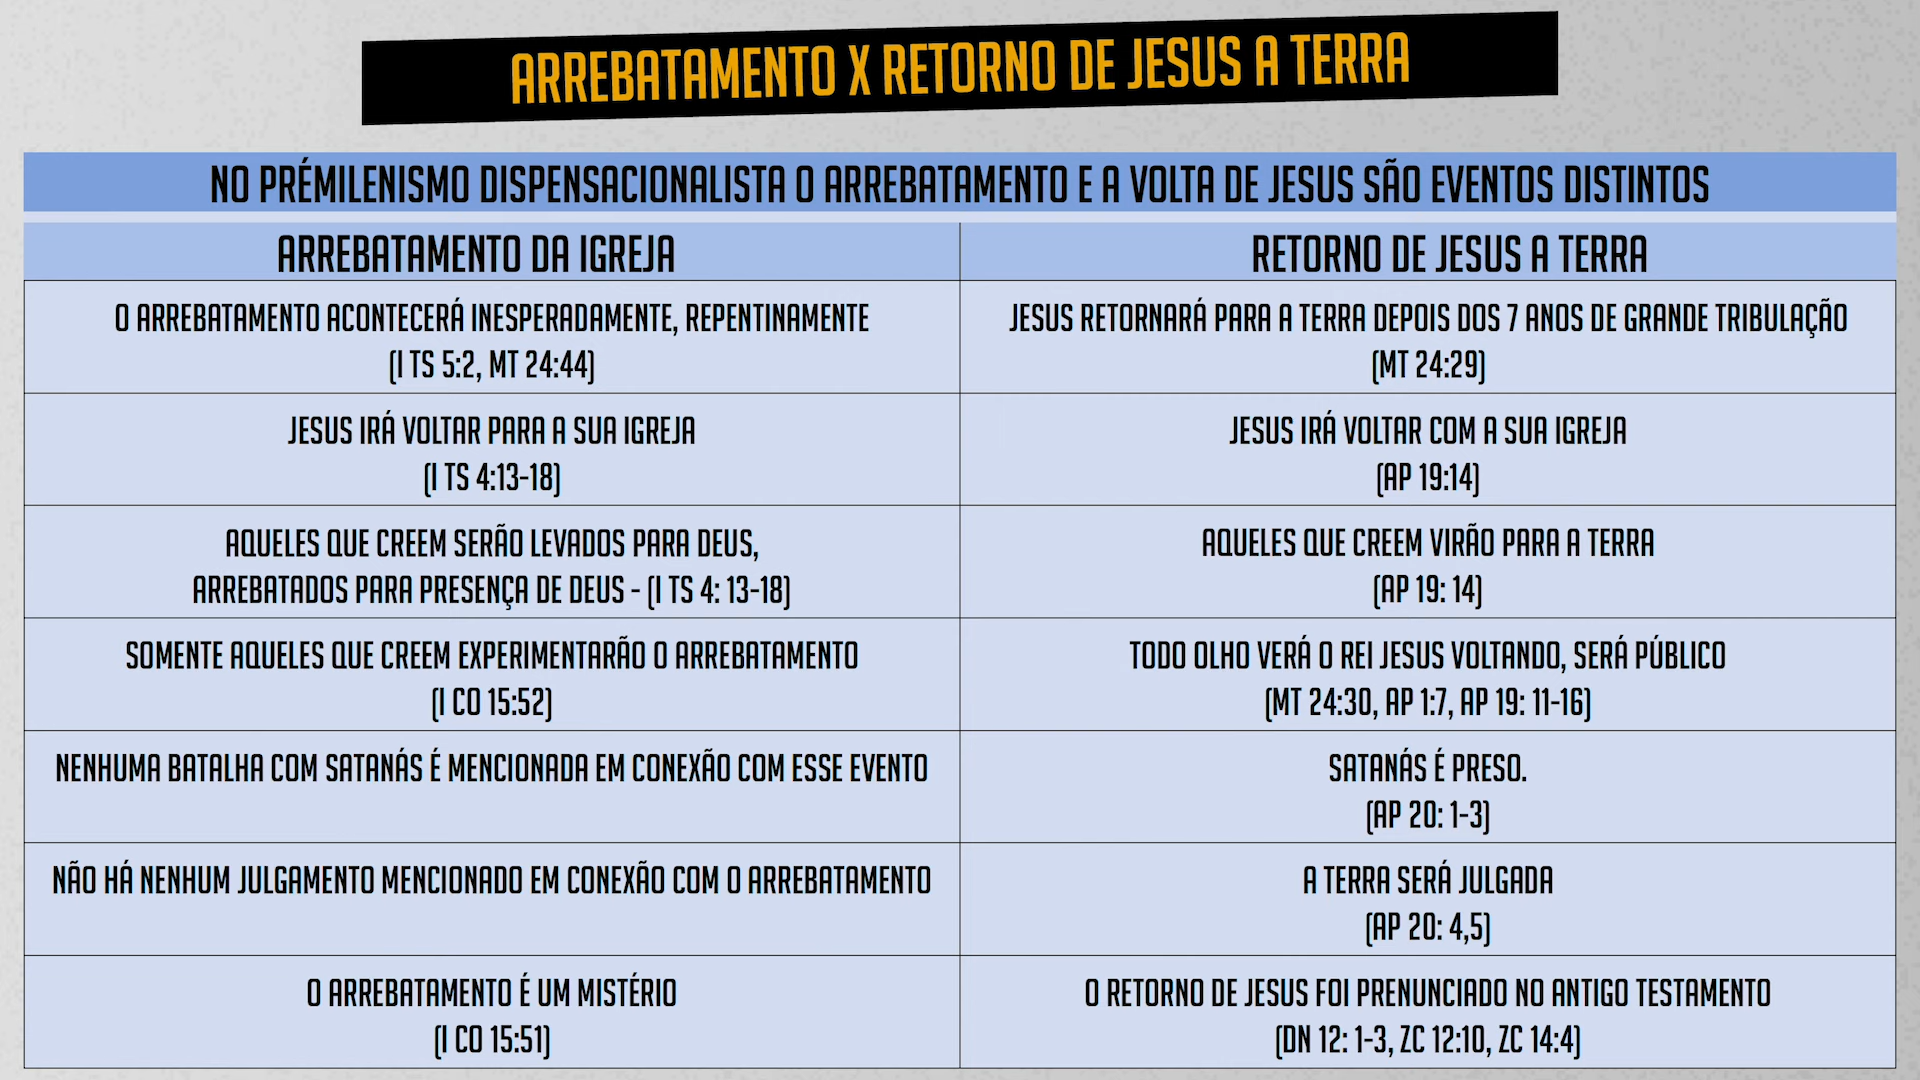 ARREBATAMENTO X RETORNO DE JESUS A TERRA
NO PRÉMILENISMO DISPENSACIONALISTA O ARREBATAMENTO E A VOLTA DE JESUS SÃO EVENTOS DISTINTOS
ARREBATAMENTO DA IGREJA
RETORNO DE JESUS A TERRA
O ARREBATAMENTO ACONTECERÁ INESPERADAMENTE, REPENTINAMENTE
(I TS 5:2, MT 24:44)
JESUS RETORNARÁ PARA A TERRA DEPOIS DOS 7 ANOS DE GRANDE TRIBULAÇÃO
(MT 24:29)
JESUS IRÁ VOLTAR PARA A SUA IGREJA
(I TS 4:13-18)
JESUS IRÁ VOLTAR COM A SUA IGREJA
(AP 19:14)
AQUELES QUE CREEM SERÃO LEVADOS PARA DEUS,
ARREBATADOS PARA PRESENÇA DE DEUS - (I TS 4: 13-18)
AQUELES QUE CREEM VIRÃO PARA A TERRA
(AP 19: 14)
SOMENTE AQUELES QUE CREEM EXPERIMENTARÃO O ARREBATAMENTO
(I CO 15:52)
TODO OLHO VERÁ O REI JESUS VOLTANDO, SERÁ PÚBLICO
(MT 24:30, AP 1:7, AP 19: 11-16)
NENHUMA BATALHA COM SATANÁS É MENCIONADA EM CONEXÃO COM ESSE EVENTO
SATANÁS É PRESO.
(AP 20: 1-3)
NÃO HÁ NENHUM JULGAMENTO MENCIONADO EM CONEXÃO COM O ARREBATAMENTO
A TERRA SERÁ JULGADA
(AP 20: 4,5)
O ARREBATAMENTO É UM MISTÉRIO
(I CO 15:51)
O RETORNO DE JESUS FOI PRENUNCIADO NO ANTIGO TESTAMENTO
(DN 12: 1-3, ZC 12:10, ZC 14:4)